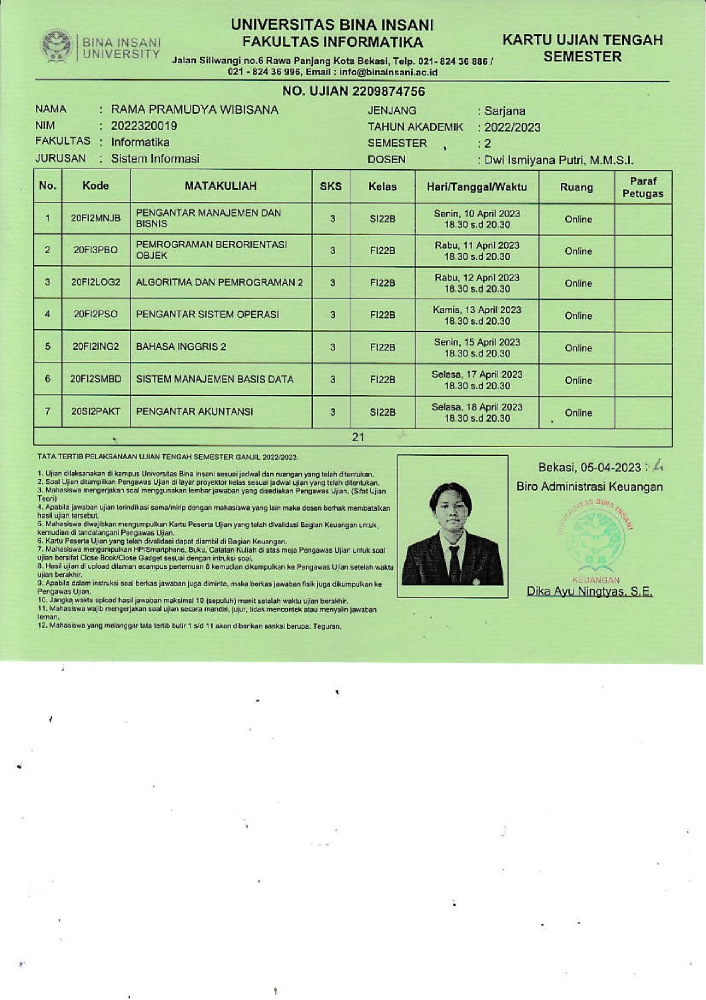 BINA INSANI
UNIVERSITY
UNIVERSITAS BINA INSANI
FAKULTAS INFORMATIKA
Jalan Siliwangi no.6 Rawa Panjang Kota Bekasi, Telp. 021- 824 36 886 /
021 - 824 36 996, Email : info@binainsani.ac.id
KARTU UJIAN TENGAH
SEMESTER
NO. UJIAN 2209874756
NAMA : RAMA PRAMUDYA WIBISANA
NIM : 2022320019
FAKULTAS : Informatika
JURUSAN : Sistem Informasi
JENJANG : Sarjana
TAHUN AKADEMIK : 2022/2023
SEMESTER : 2
DOSEN : Dwi Ismiyana Putri, M.M.S.I.
No. Kode MATAKULIAH SKS Kelas Hari/Tanggal/Waktu Ruang Paraf Petugas
1 20FI2MNJB PENGANTAR MANAJEMEN DAN BISNIS 3 SI22B Senin, 10 April 2023 18.30 s.d 20.30 Online
2 20FI3PBO PEMROGRAMAN BERORIENTASI OBJEK 3 FI22B Rabu, 11 April 2023 18.30 s.d 20.30 Online
3 20FI2LOG2 ALGORITMA DAN PEMROGRAMAN 2 3 FI22B Rabu, 12 April 2023 18.30 s.d 20.30 Online
4 20FI2PSO PENGANTAR SISTEM OPERASI 3 FI22B Kamis, 13 April 2023 18.30 s.d 20.30 Online
5 20FI2ING2 BAHASA INGGRIS 2 3 FI22B Senin, 15 April 2023 18.30 s.d 20.30 Online
6 20FI2SMBD SISTEM MANAJEMEN BASIS DATA 3 FI22B Selasa, 17 April 2023 18.30 s.d 20.30 Online
7 20SI2PAKT PENGANTAR AKUNTANSI 3 SI22B Selasa, 18 April 2023 18.30 s.d 20.30 Online
21
TATA TERTIB PELAKSANAAN UJIAN TENGAH SEMESTER GANJIL 2022/2023:
1. Ujian dilaksanakan di kampus Universitas Bina Insani sesuai jadwal dan ruangan yang telah ditentukan.
2. Soal Ujian ditampilkan Pengawas Ujian di layar proyektor kelas sesuai jadwal ujian yang telah ditentukan.
3. Mahasiswa mengerjakan soal menggunakan lembar jawaban yang disediakan Pengawas Ujian. (Sifat Ujian
Teori)
4. Apabila jawaban ujian terindikasi sama/mirip dengan mahasiswa yang lain maka dosen berhak membatalkan
hasil ujian tersebut.
5. Mahasiswa diwajibkan mengumpulkan Kartu Peserta Ujian yang telah divalidasi Bagian Keuangan untuk
kemudian di tandatangani Pengawas Ujian.
6. Kartu Peserta Ujian yang telah divalidasi dapat diambil di Bagian Keuangan.
7. Mahasiswa mengumpulkan HP/Smartphone, Buku, Catatan Kuliah di atas meja Pengawas Ujian untuk soal
ujian bersifat Close Book/Close Gadget sesuai dengan intruksi soal.
8. Hasil ujian di upload dilaman ecampus pertemuan 8 kemudian dikumpulkan ke Pengawas Ujian setelah waktu
ujian berakhir.
9. Apabila dalam instruksi soal berkas jawaban juga diminta, maka berkas jawaban fisik juga dikumpulkan ke
Pengawas Ujian.
10. Jangka waktu upload hasil jawaban maksimal 10 (sepuluh) menit setelah waktu ujian berakhir.
11. Mahasiswa wajib mengerjakan soal ujian secara mandiri, jujur, tidak mencontek atau menyalin jawaban
teman.
12. Mahasiswa yang melanggar tata tertib butir 1 s/d 11 akan diberikan sanksi berupa: Teguran.
Bekasi, 05-04-2023
Biro Administrasi Keuangan
UNIVERSITAS BINA INSANI
KEUANGAN
Dika Ayu Ningtyas, S.E.